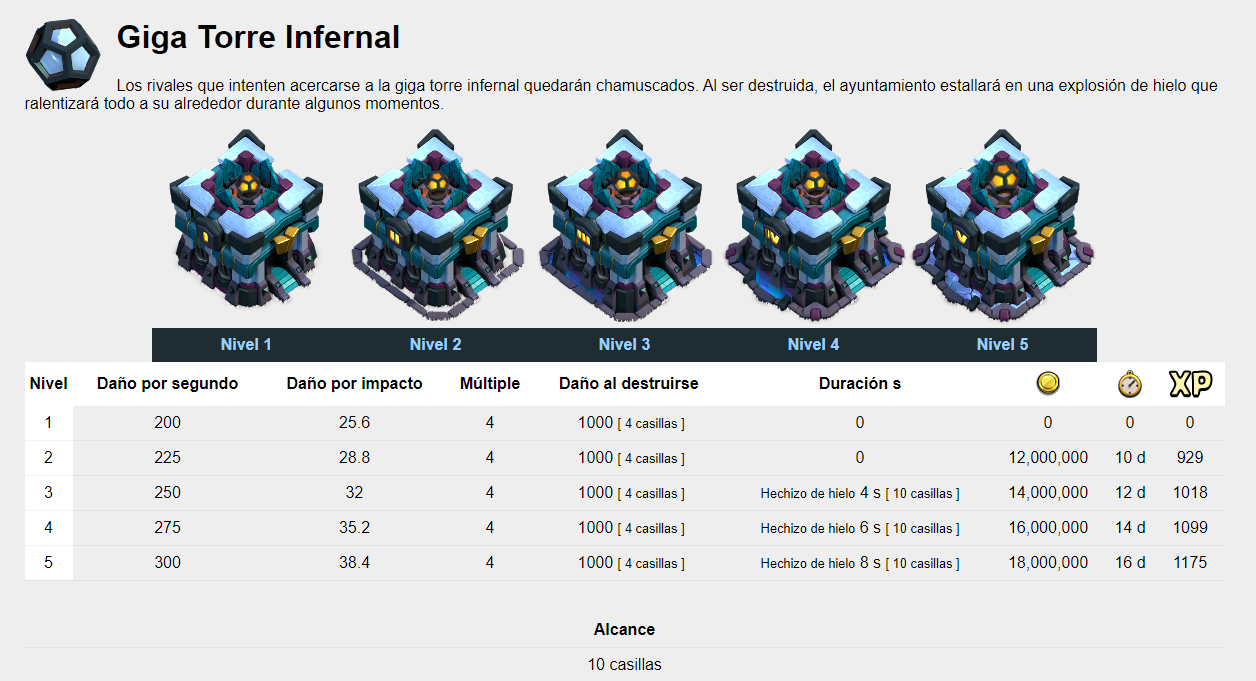 Giga Torre Infernal
Los rivales que intenten acercarse a la giga torre infernal quedarán chamuscados. Al ser destruida, el ayuntamiento estallará en una explosión de hielo que
ralentizará todo a su alrededor durante algunos momentos.
I II III IV V
Nivel 1 Nivel 2 Nivel 3 Nivel 4 Nivel 5
Nivel Daño por segundo Daño por impacto Múltiple Daño al destruirse Duración s XP
1 200 25.6 4 1000 [ 4 casillas ] 0 0 0 0
2 225 28.8 4 1000 [ 4 casillas ] 0 12,000,000 10 d 929
3 250 32 4 1000 [ 4 casillas ] Hechizo de hielo 4 s [ 10 casillas ] 14,000,000 12 d 1018
4 275 35.2 4 1000 [ 4 casillas ] Hechizo de hielo 6 s [ 10 casillas ] 16,000,000 14 d 1099
5 300 38.4 4 1000 [ 4 casillas ] Hechizo de hielo 8 s [ 10 casillas ] 18,000,000 16 d 1175
Alcance
10 casillas